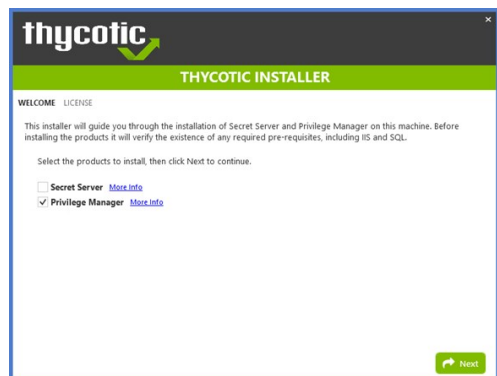 thycotic
THYCOTIC INSTALLER
WELCOME LICENSE
This installer will guide you through the installation of Secret Server and Privilege Manager on this machine. Before
installing the products it will verify the existence of any required pre-requisites, including IIS and SQL.
Select the products to install, then click Next to continue.
Secret Server More Info
Privilege Manager More Info
Next